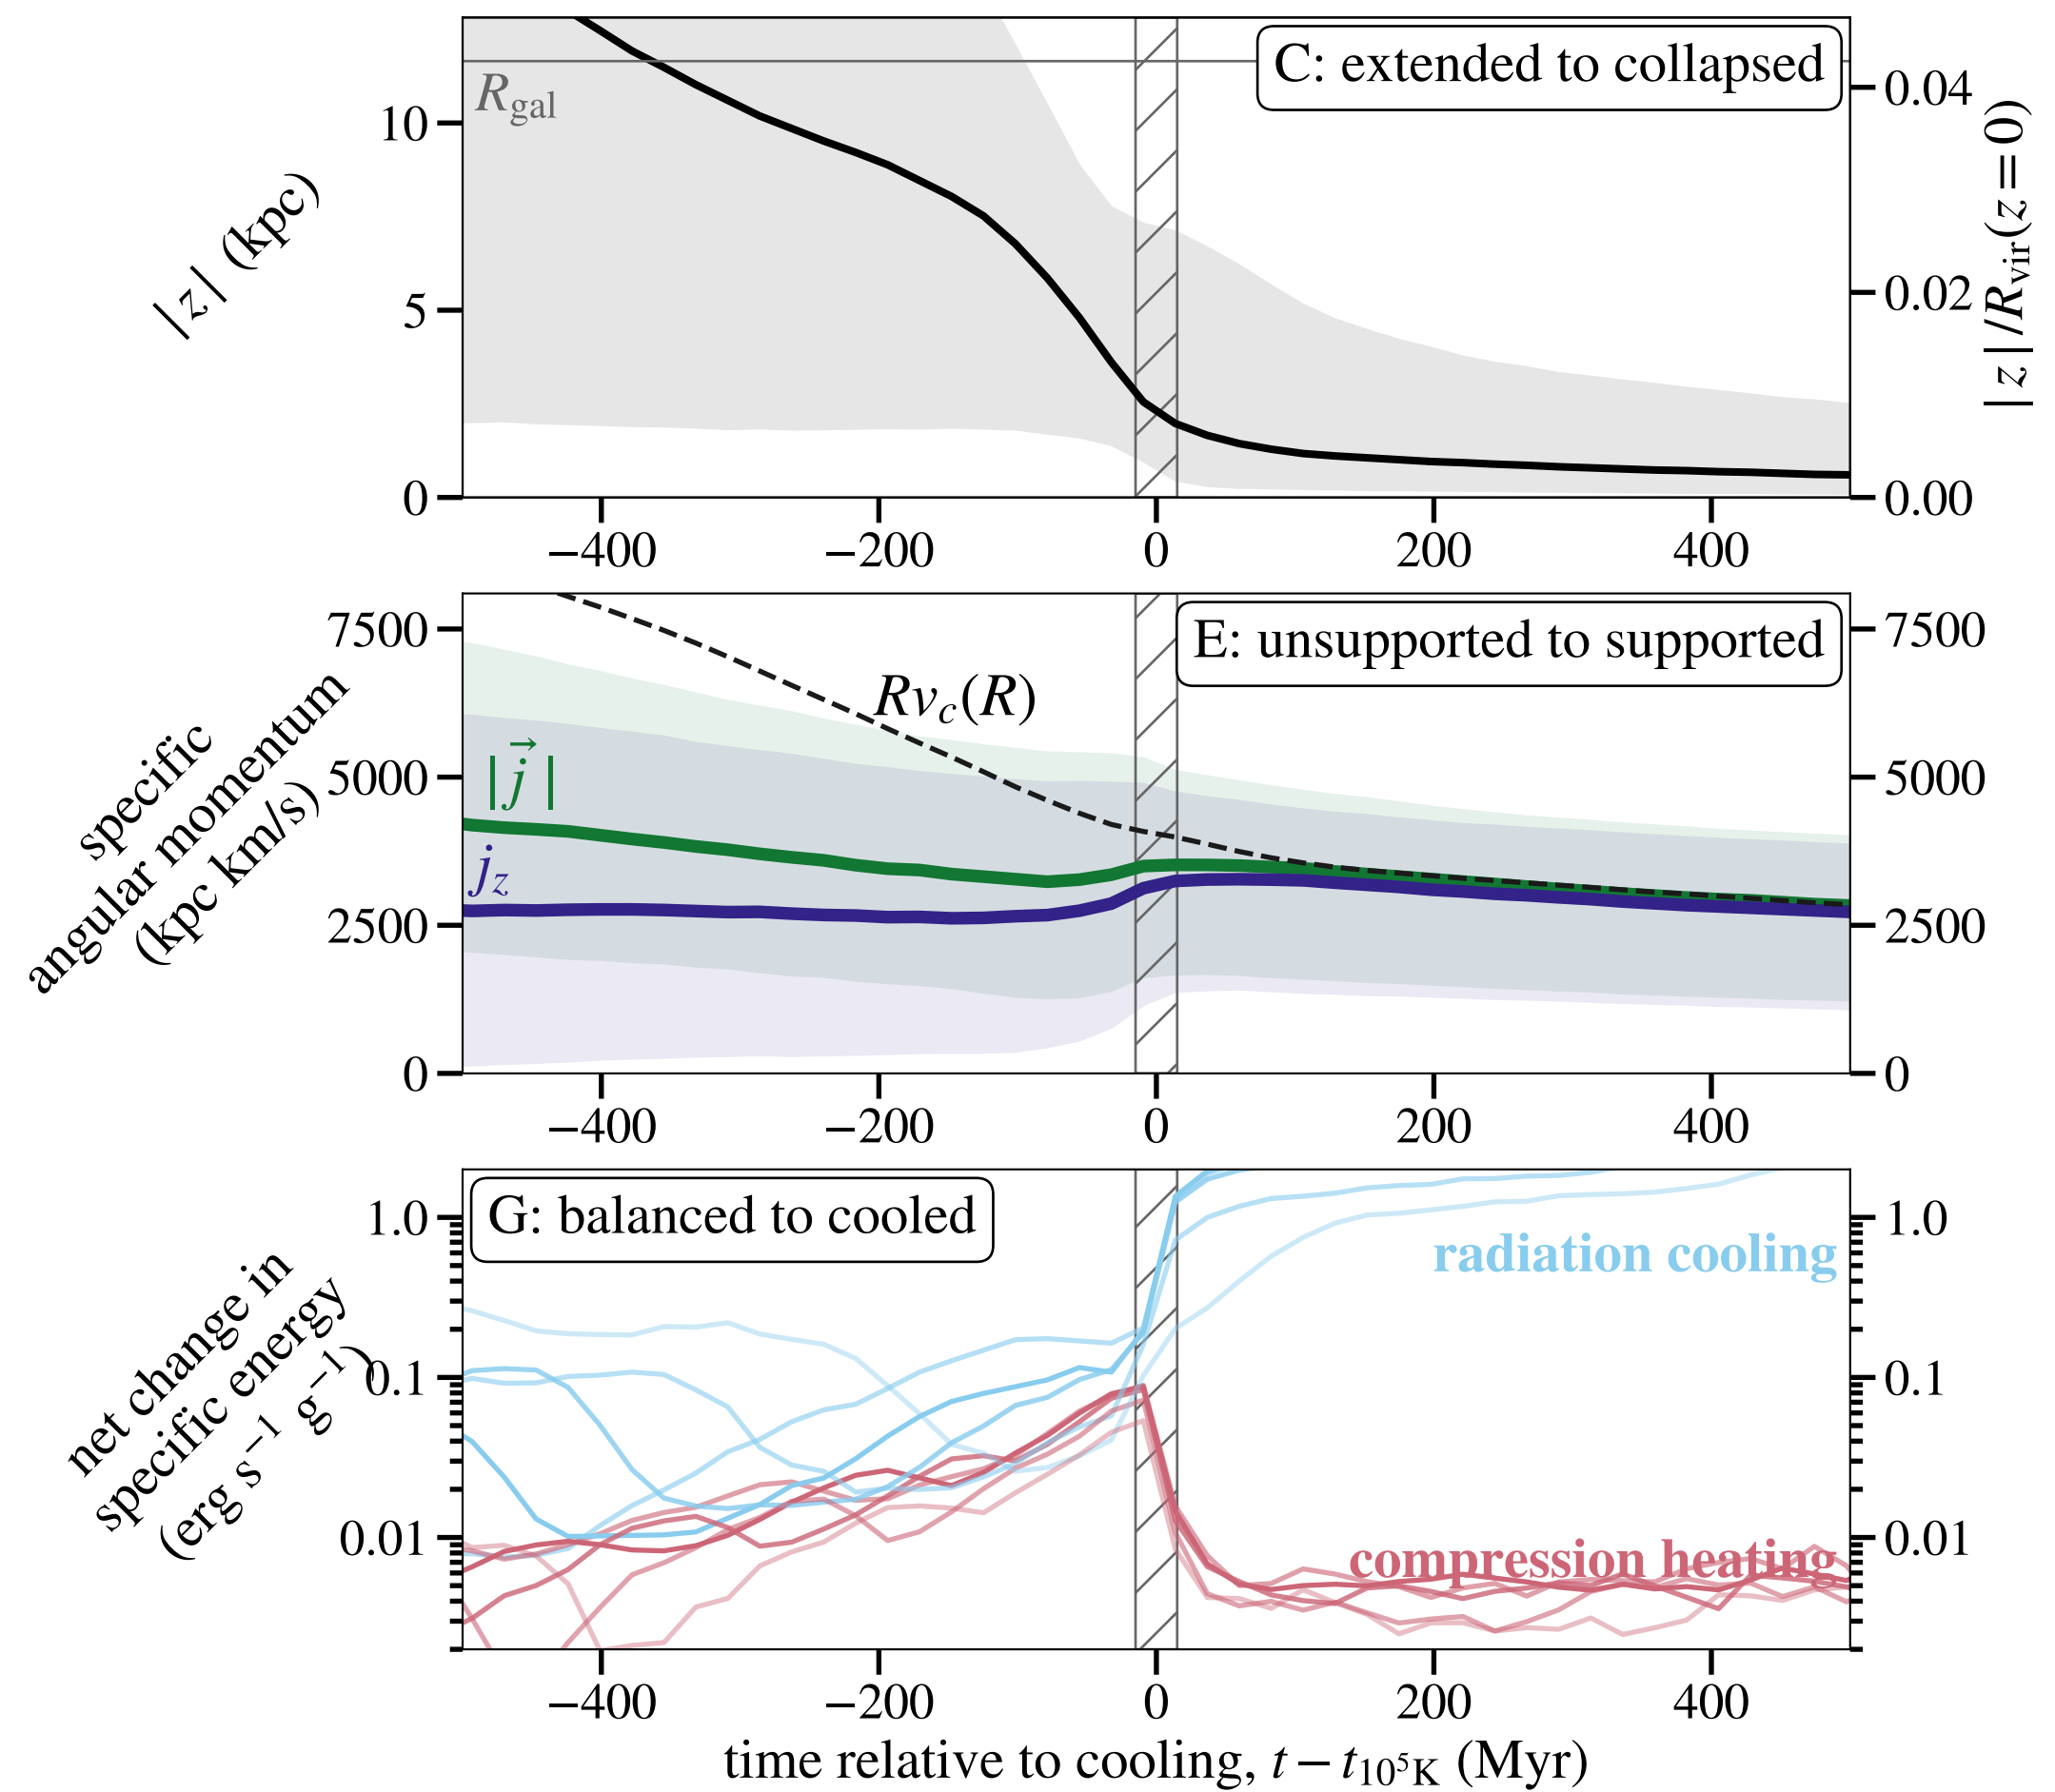 C: extended to collapsed
R_gal
10
5
0
|z| (kpc)
0.04
0.02
0.00
|z|/R_vir(z=0)
−400 −200 0 200 400
7500
5000
2500
0
specific
angular momentum
(kpc km/s)
E: unsupported to supported
Rv_c(R)
|j⃗|
j_z
7500
5000
2500
0
−400 −200 0 200 400
G: balanced to cooled
1.0
0.1
0.01
net change in
specific energy
(erg s⁻¹ g⁻¹)
radiation cooling
compression heating
1.0
0.1
0.01
−400 −200 0 200 400
time relative to cooling, t − t_10⁵K (Myr)